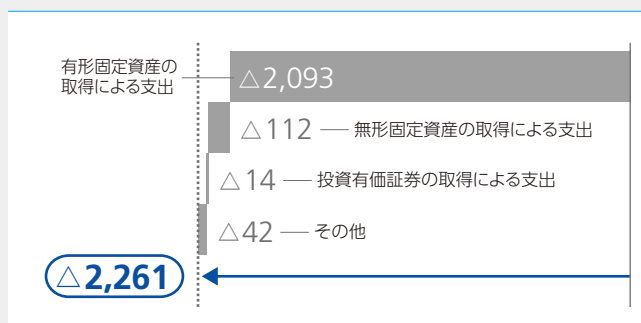 有形固定資産の
取得による支出
△2,093
△112
無形固定資産の取得による支出
△14
投資有価証券の取得による支出
△42
その他
△2,261